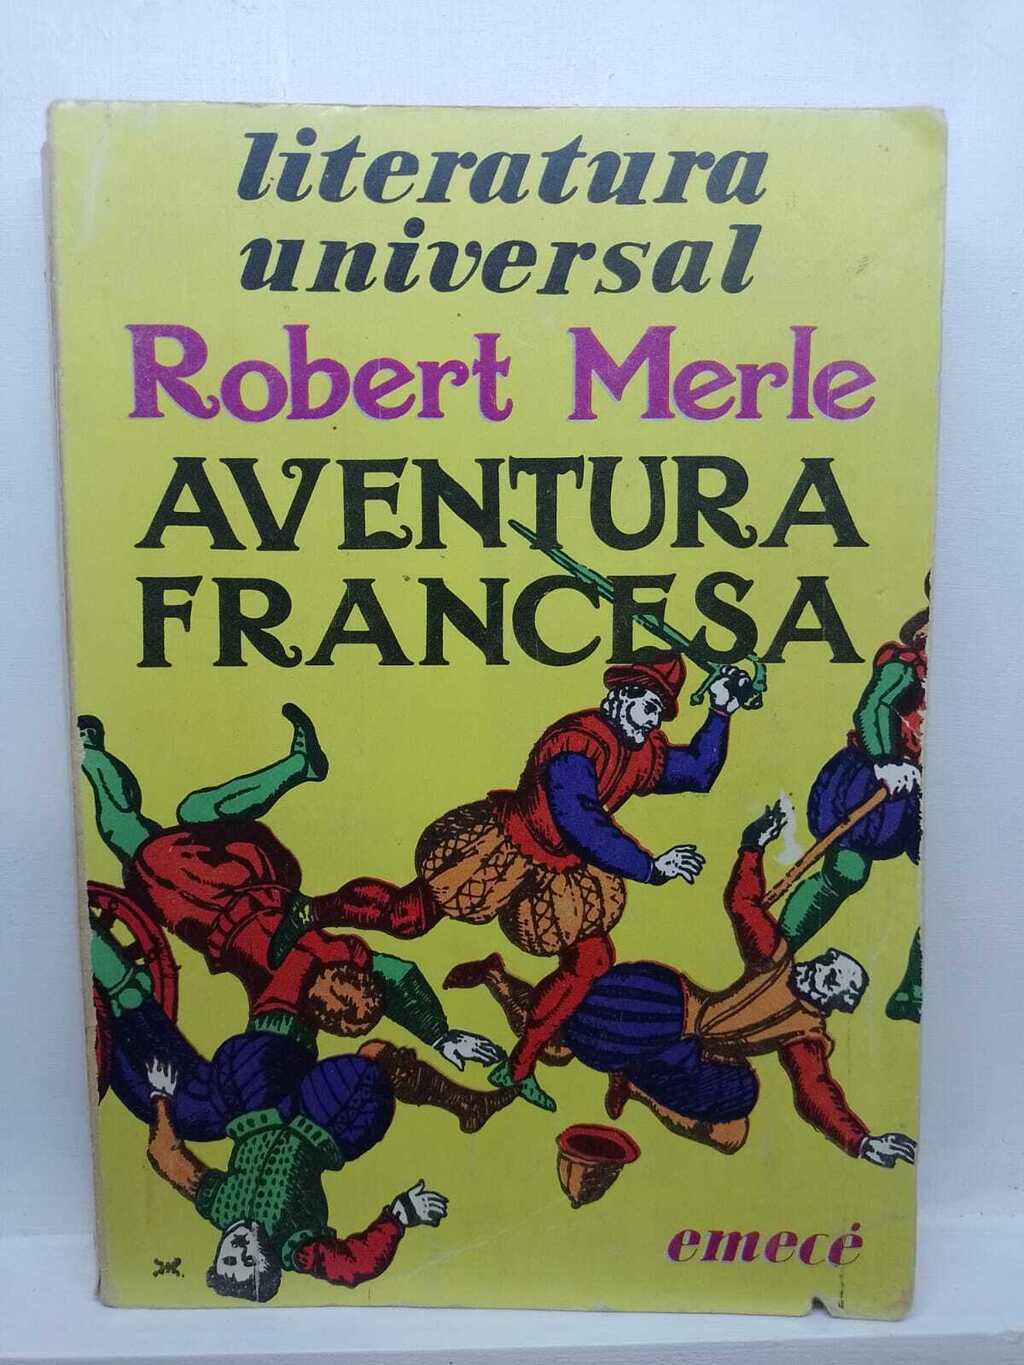 literatura
universal
Robert Merle
AVENTURA
FRANCESA
emecé